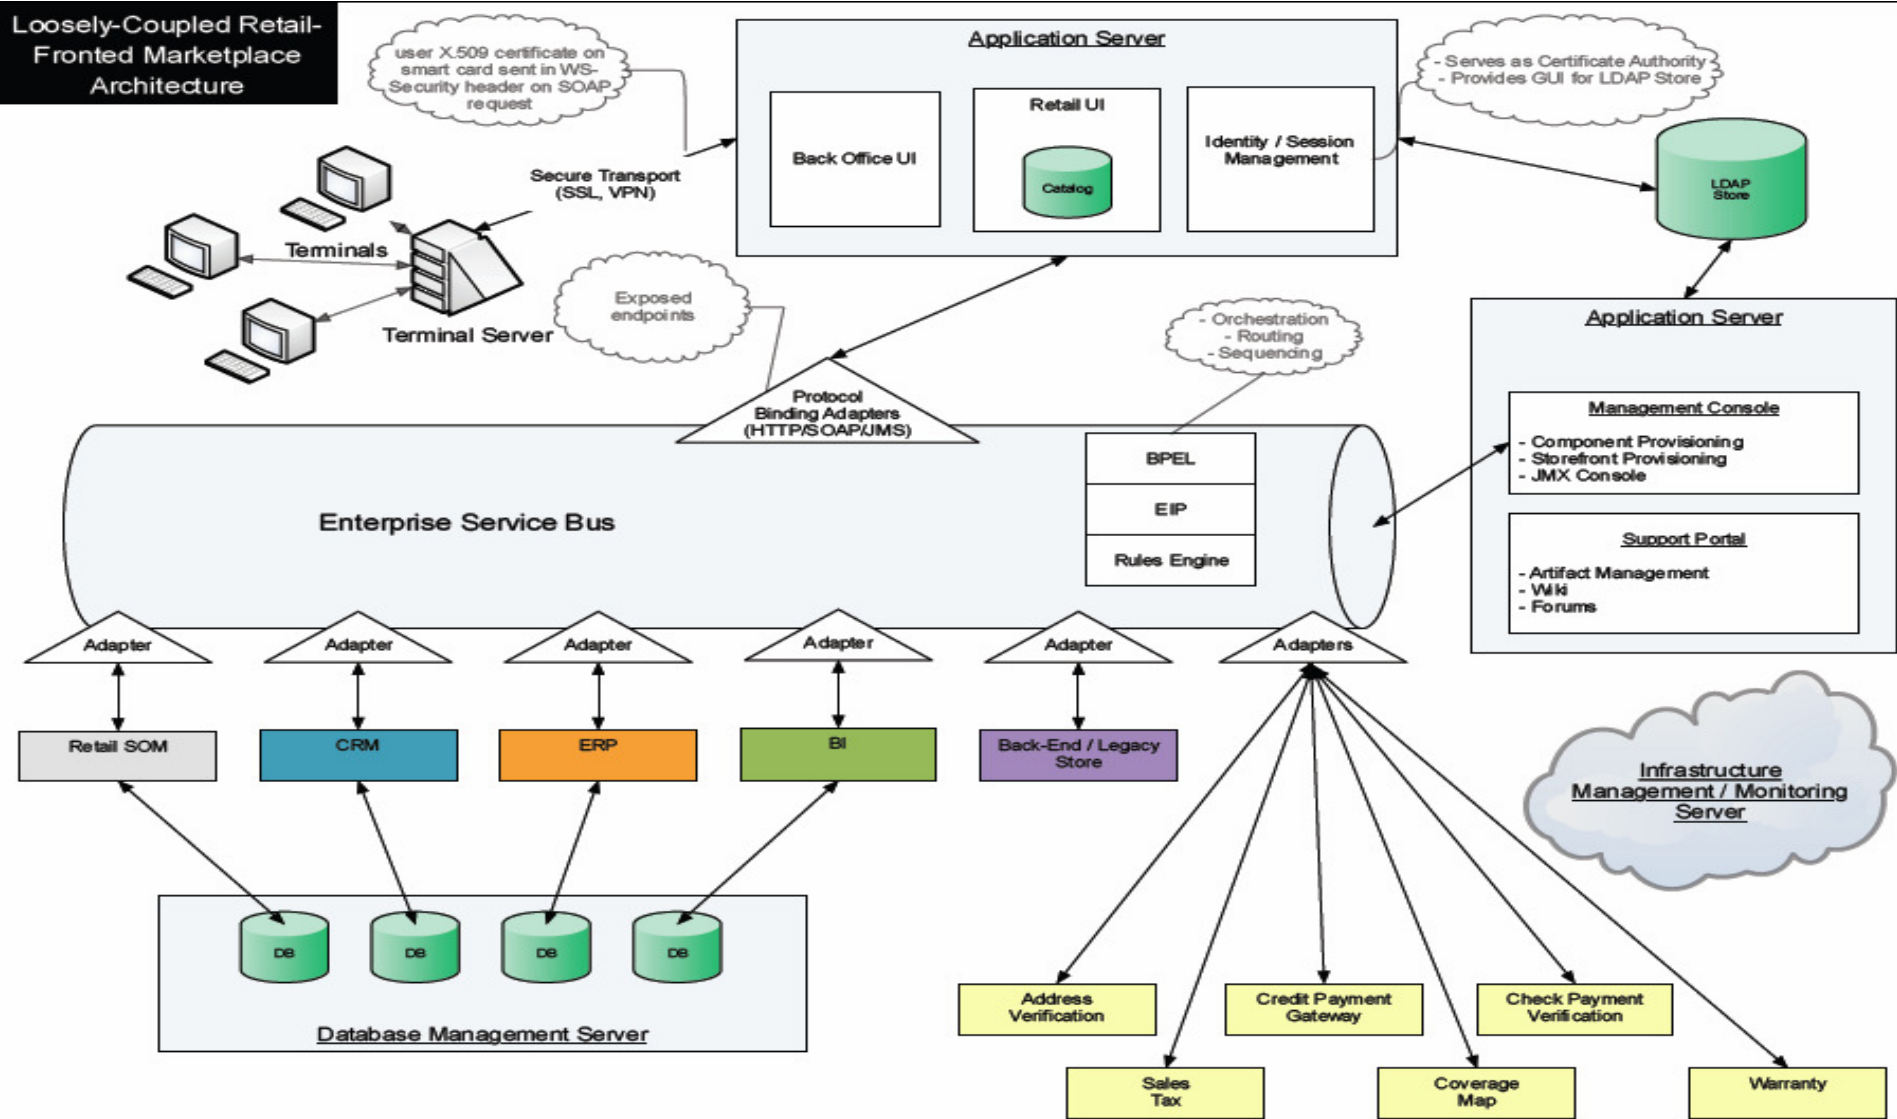 Loosely-Coupled Retail-
Fronted Marketplace
Architecture
user X.509 certificate on
smart card sent in WS-
Security header on SOAP
request
Application Server
- Serves as Certificate Authority
- Provides GUI for LDAP Store
Back Office UI
Retail UI
Catalog
Identity / Session
Management
LDAP
Store
Secure Transport
(SSL, VPN)
Terminals
Terminal Server
Exposed
endpoints
- Orchestration
- Routing
- Sequencing
Application Server
Management Console
- Component Provisioning
- Storefront Provisioning
- JMX Console
Support Portal
- Artifact Management
- Wiki
- Forums
Protocol
Binding Adapters
(HTTP/SOAP/JMS)
Enterprise Service Bus
BPEL
EIP
Rules Engine
Adapter
Adapter
Adapter
Adapter
Adapter
Adapters
Retail SOM
CRM
ERP
BI
Back-End / Legacy
Store
Infrastructure
Management / Monitoring
Server
DB
DB
DB
DB
Database Management Server
Address
Verification
Credit Payment
Gateway
Check Payment
Verification
Sales
Tax
Coverage
Map
Warranty